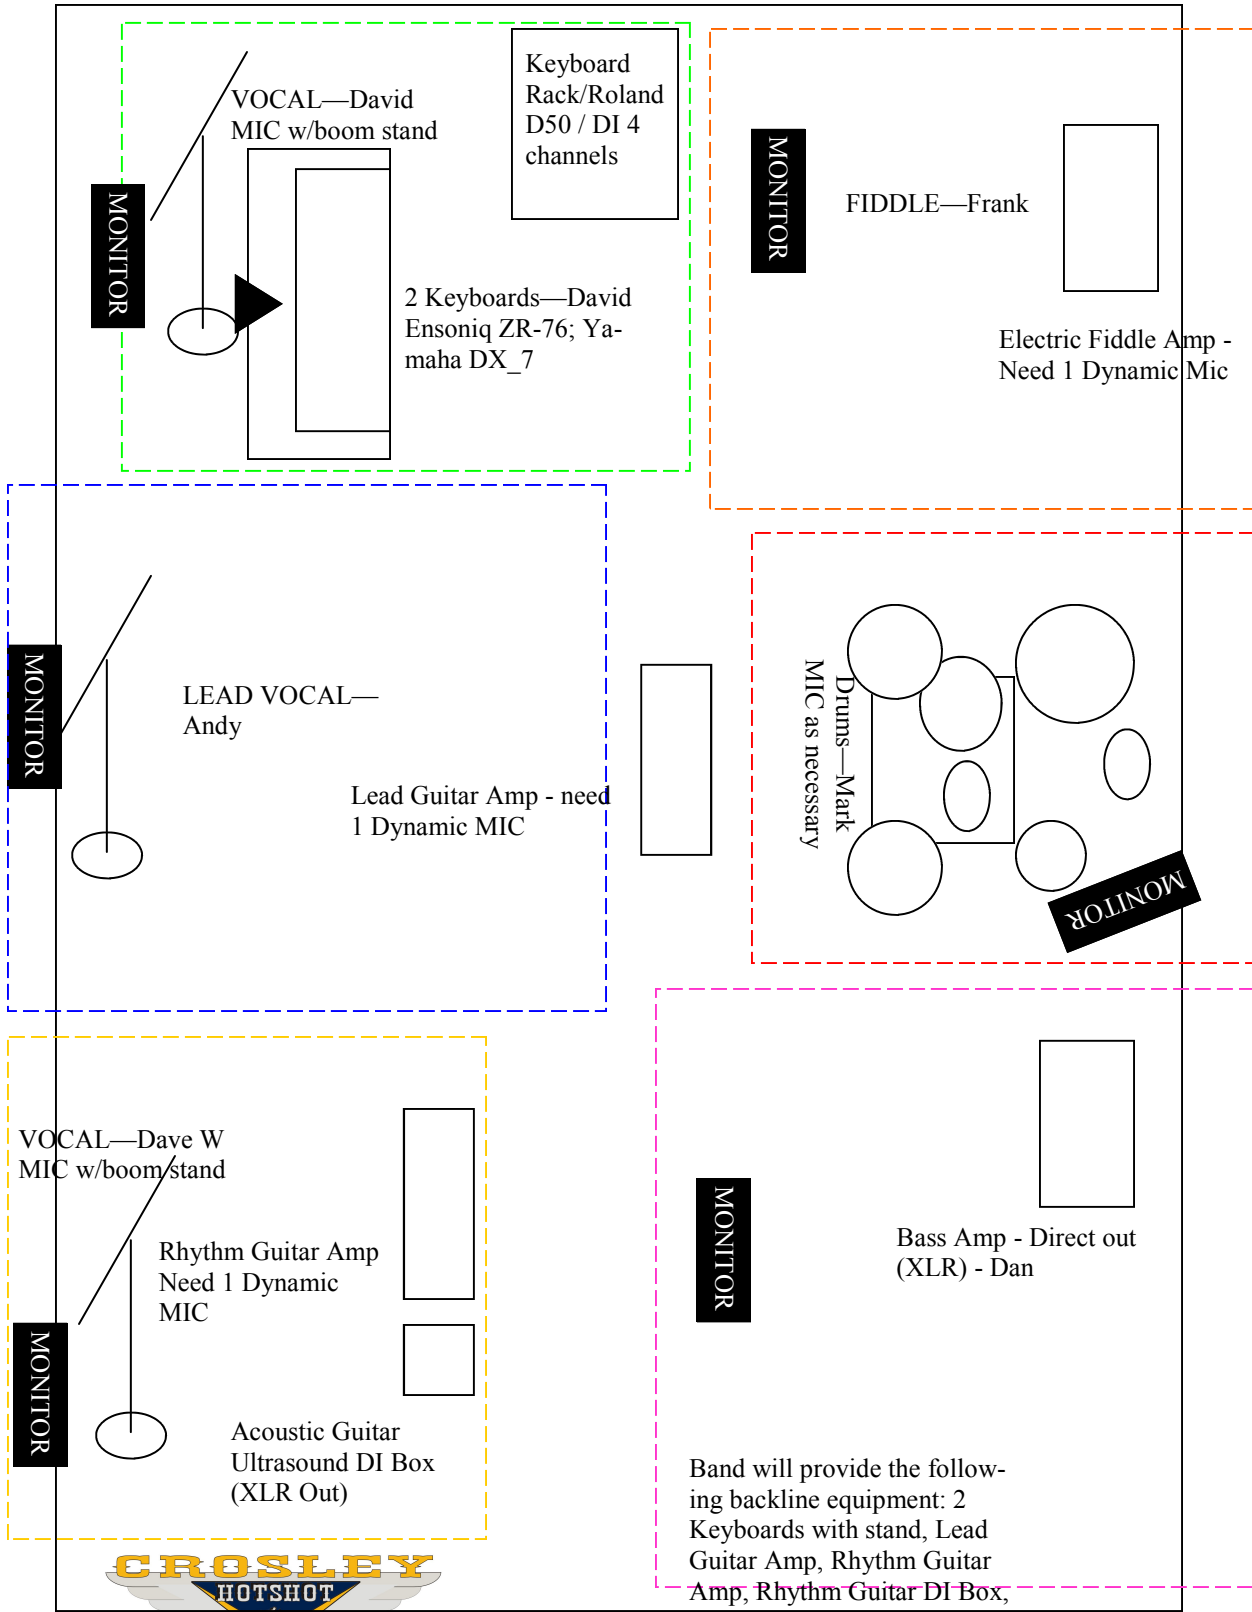 VOCAL—David
MIC w/boom stand
MONITOR
Keyboard
Rack/Roland
D50 / DI 4
channels
2 Keyboards—David
Ensoniq ZR-76; Ya-
maha DX_7
MONITOR
FIDDLE—Frank
Electric Fiddle Amp -
Need 1 Dynamic Mic
MONITOR
LEAD VOCAL—
Andy
Lead Guitar Amp - need
1 Dynamic MIC
Drums—Mark
MIC as necessary
MONITOR
VOCAL—Dave W
MIC w/boom stand
Rhythm Guitar Amp
Need 1 Dynamic
MIC
MONITOR
Acoustic Guitar
Ultrasound DI Box
(XLR Out)
MONITOR
Bass Amp - Direct out
(XLR) - Dan
Band will provide the follow-
ing backline equipment: 2
Keyboards with stand, Lead
Guitar Amp, Rhythm Guitar
Amp, Rhythm Guitar DI Box,
CROSLEY
HOTSHOT